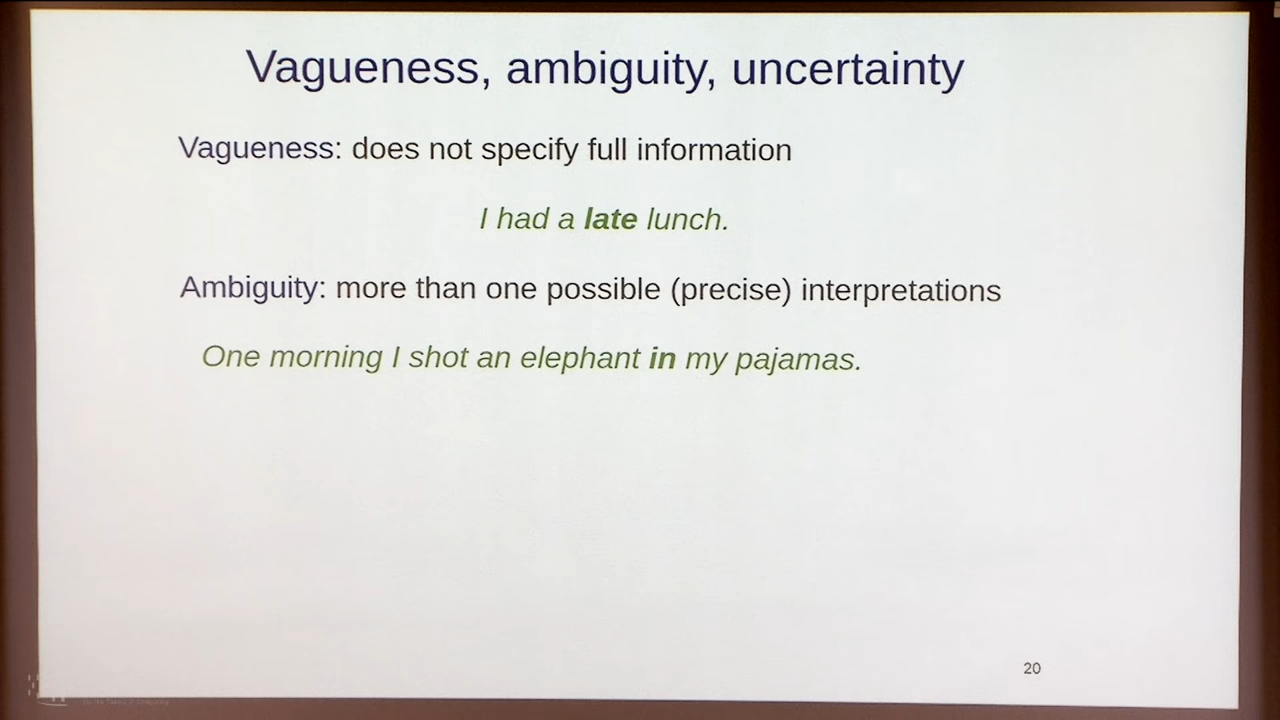 Vagueness, ambiguity, uncertainty
Vagueness: does not specify full information
I had a late lunch.
Ambiguity: more than one possible (precise) interpretations
One morning I shot an elephant in my pajamas.
20